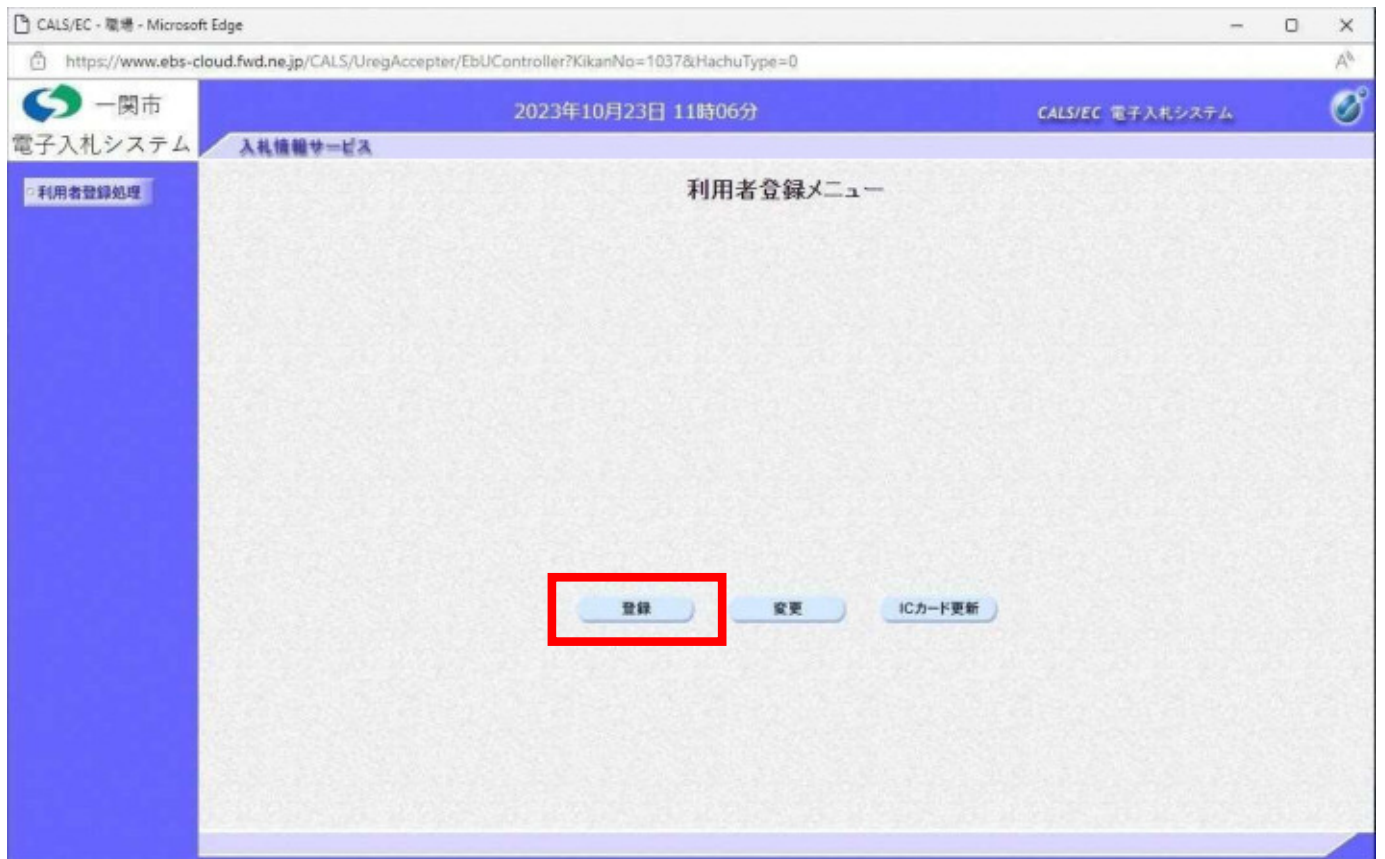 CALS/EC - 職場 - Microsoft Edge
https://www.ebs-cloud.fwd.ne.jp/CALS/UregAccepter/EbUController?KikanNo=1037&HachuType=0
一関市
電子入札システム
2023年10月23日 11時06分
CALS/EC 電子入札システム
入札情報サービス
利用者登録処理
利用者登録メニュー
登録
変更
ICカード更新